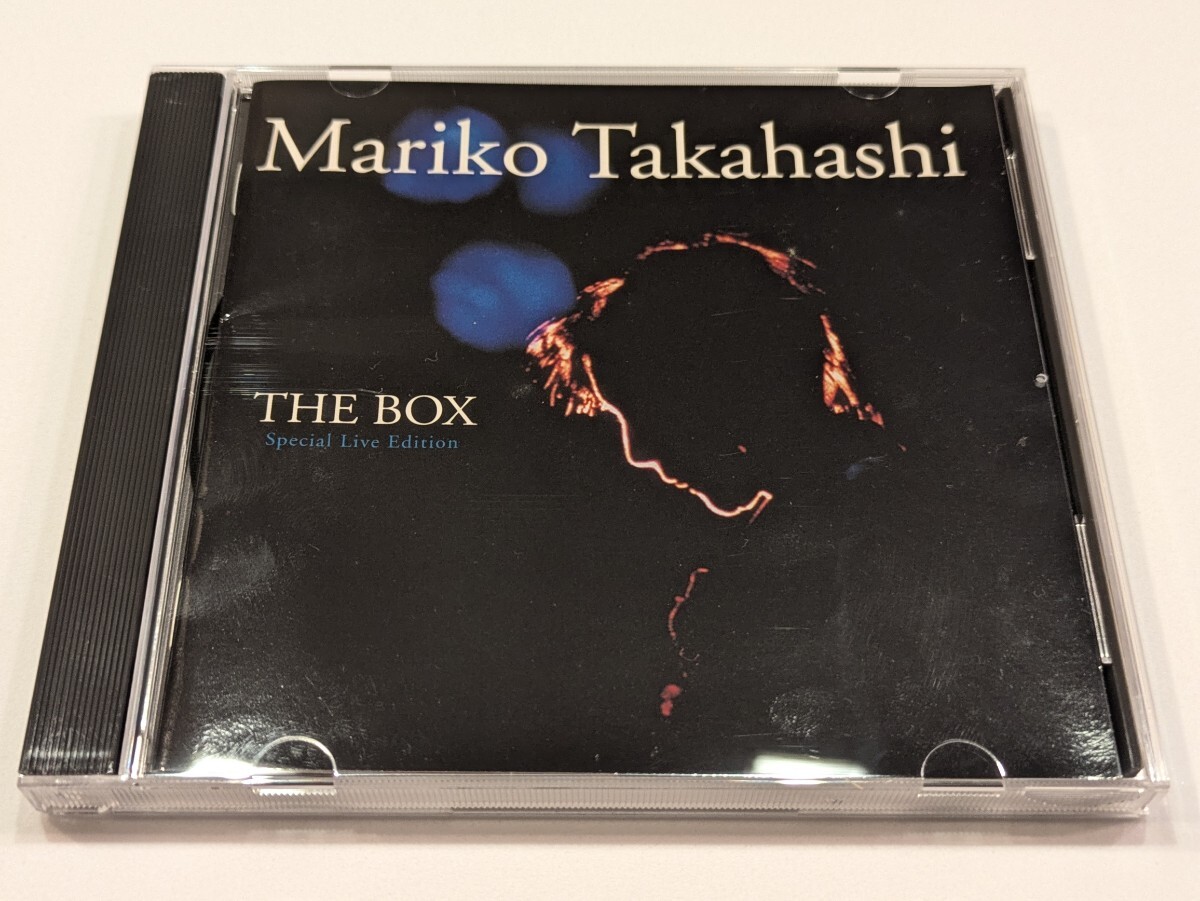 Mariko Takahashi
THE BOX
Special Live Edition